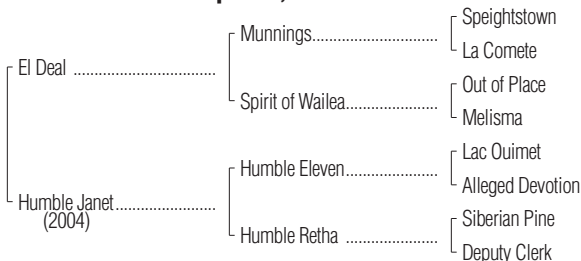 Speightstown
Munnings
La Comete
El Deal
Out of Place
Spirit of Wailea
Melisma
Lac Ouimet
Humble Eleven
Alleged Devotion
Humble Janet
(2004)
Siberian Pine
Humble Retha
Deputy Clerk